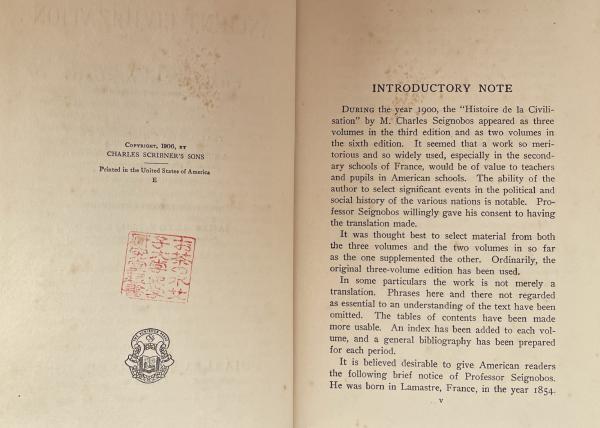 COPYRIGHT, 1906, BY
CHARLES SCRIBNER'S SONS
Printed in the United States of America
E
INTRODUCTORY NOTE
DURING the year 1900, the "Histoire de la Civili-
sation" by M. Charles Seignobos appeared as three
volumes in the third edition and as two volumes in
the sixth edition. It seemed that a work so meri-
torious and so widely used, especially in the second-
ary schools of France, would be of value to teachers
and pupils in American schools. The ability of the
author to select significant events in the political and
social history of the various nations is notable. Pro-
fessor Seignobos willingly gave his consent to having
the translation made.
It was thought best to select material from both
the three volumes and the two volumes in so far
as the one supplemented the other. Ordinarily, the
original three-volume edition has been used.
In some particulars the work is not merely a
translation. Phrases here and there not regarded
as essential to an understanding of the text have been
omitted. The tables of contents have been made
more usable. An index has been added to each vol-
ume, and a general bibliography has been prepared
for each period.
It is believed desirable to give American readers
the following brief notice of Professor Seignobos.
He was born in Lamastre, France, in the year 1854.
v